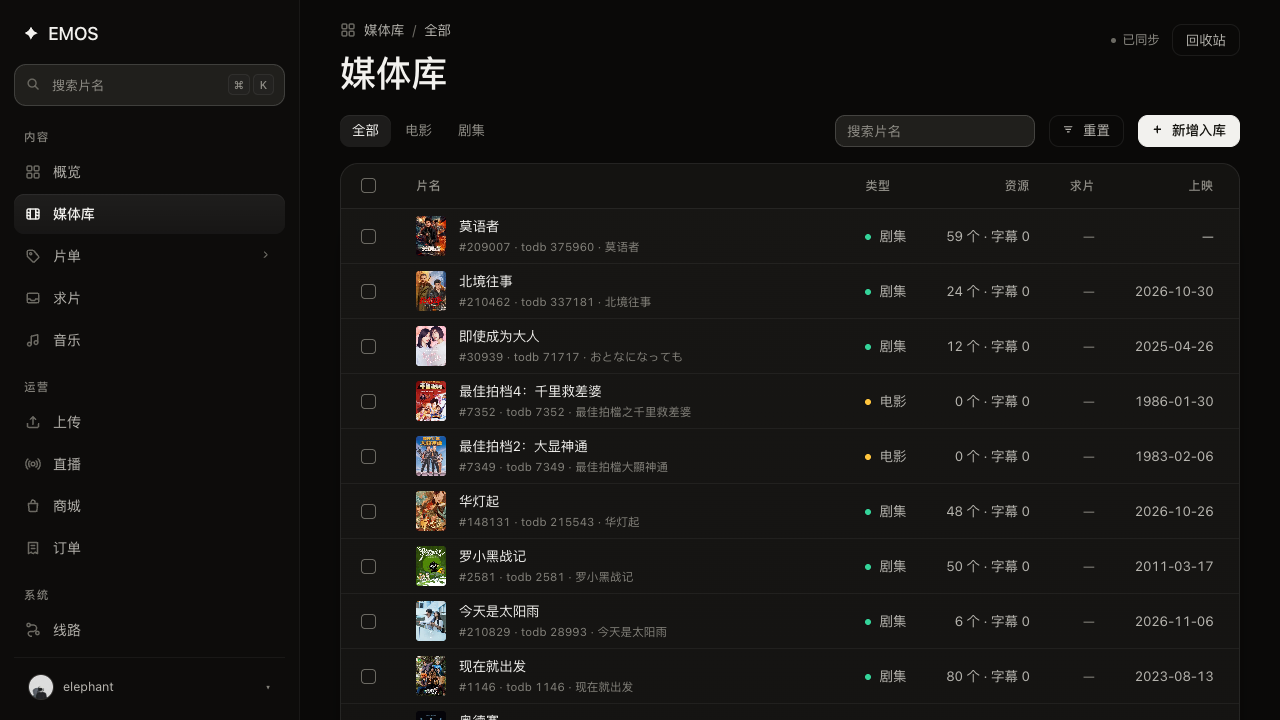 EMOS
搜索片名 ⌘ K
内容
概览
媒体库
片单
求片
音乐
运营
上传
直播
商城
订单
系统
线路
elephant
媒体库 / 全部
已同步
回收站
媒体库
全部 电影 剧集
搜索片名
重置
+ 新增入库
片名 类型 资源 求片 上映
莫语者
#209007 · todb 375960 · 莫语者
剧集 59 个 · 字幕 0 — —
北境往事
#210462 · todb 337181 · 北境往事
剧集 24 个 · 字幕 0 — 2026-10-30
即使成为大人
#30939 · todb 71717 · おとなになっても
剧集 12 个 · 字幕 0 — 2025-04-26
最佳拍档4：千里救差婆
#7352 · todb 7352 · 最佳拍檔之千里救差婆
电影 0 个 · 字幕 0 — 1986-01-30
最佳拍档2：大显神通
#7349 · todb 7349 · 最佳拍檔大顯神通
电影 0 个 · 字幕 0 — 1983-02-06
华灯起
#148131 · todb 215543 · 华灯起
剧集 48 个 · 字幕 0 — 2026-10-26
罗小黑战记
#2581 · todb 2581 · 罗小黑战记
剧集 50 个 · 字幕 0 — 2011-03-17
今天是太阳雨
#210829 · todb 28993 · 今天是太阳雨
剧集 6 个 · 字幕 0 — 2026-11-06
现在就出发
#1146 · todb 1146 · 现在就出发
剧集 80 个 · 字幕 0 — 2023-08-13